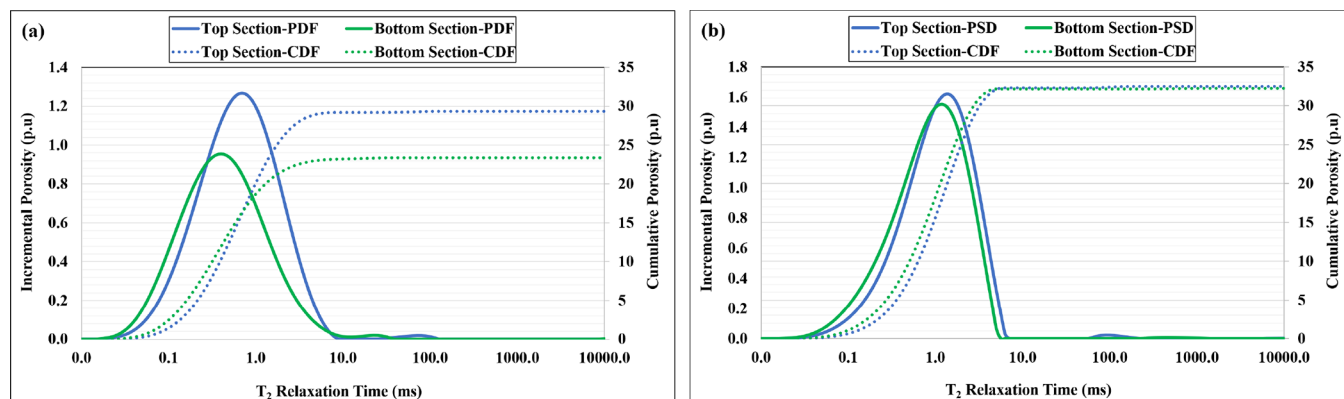 (a)
Top Section-PDF Bottom Section-PDF
Top Section-CDF Bottom Section-CDF
Incremental Porosity (p.u)
1.4
1.2
1.0
0.8
0.6
0.4
0.2
0.0
35
30
25
20
15
10
5
0
Cumulative Porosity (p.u)
0.0 0.1 1.0 10.0 100.0 1000.0 10000.0
T2 Relaxation Time (ms)
(b)
Top Section-PSD Bottom Section-PSD
Top Section-CDF Bottom Section-CDF
Incremental Porosity (p.u)
1.8
1.6
1.4
1.2
1.0
0.8
0.6
0.4
0.2
0.0
35
30
25
20
15
10
5
0
Cumulative Porosity (p.u)
0.0 0.1 1.0 10.0 100.0 1000.0 10000.0
T2 Relaxation Time (ms)